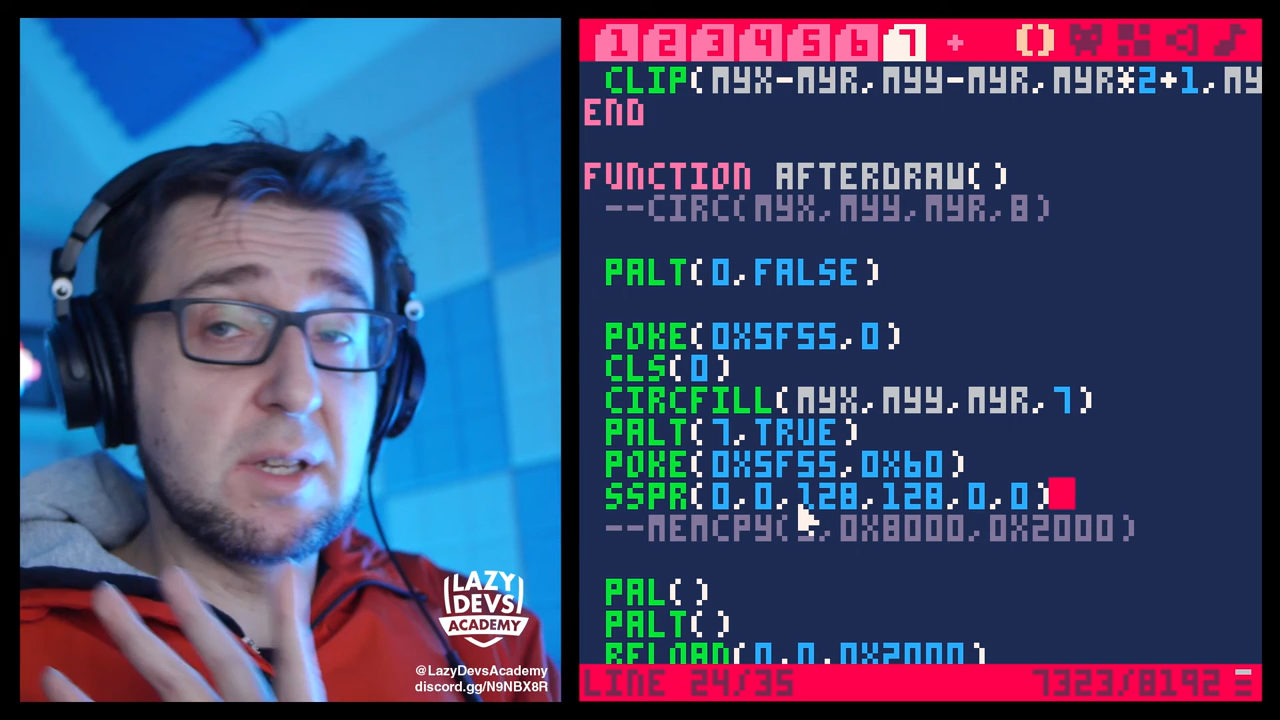 1 2 3 4 5 6 7 + ()
CLIP(MYX-MYR,MYY-MYR,MYR*2+1,MY
END
FUNCTION AFTERDRAW()
--CIRC(MYX,MYY,MYR,8)
PALT(0,FALSE)
POKE(0X5F55,0)
CLS(0)
CIRCFILL(MYX,MYY,MYR,7)
PALT(7,TRUE)
POKE(0X5F55,0X60)
SSPR(0,0,128,128,0,0)
--MEMCPY( ,0X8000,0X2000)
PAL()
PALT()
RELOAD(0,0,0X2000)
LINE 24/35
7323/8192
LAZY
DEVS
ACADEMY
@LazyDevsAcademy
discord.gg/N9NBX8R